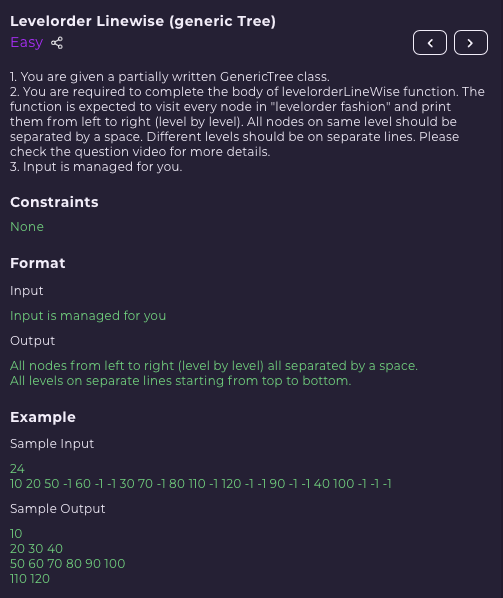 Levelorder Linewise (generic Tree)
Easy
1. You are given a partially written GenericTree class.
2. You are required to complete the body of levelorderLineWise function. The
function is expected to visit every node in "levelorder fashion" and print
them from left to right (level by level). All nodes on same level should be
separated by a space. Different levels should be on separate lines. Please
check the question video for more details.
3. Input is managed for you.
Constraints
None
Format
Input
Input is managed for you
Output
All nodes from left to right (level by level) all separated by a space.
All levels on separate lines starting from top to bottom.
Example
Sample Input
24
10 20 50 -1 60 -1 -1 30 70 -1 80 110 -1 120 -1 -1 90 -1 -1 40 100 -1 -1 -1
Sample Output
10
20 30 40
50 60 70 80 90 100
110 120